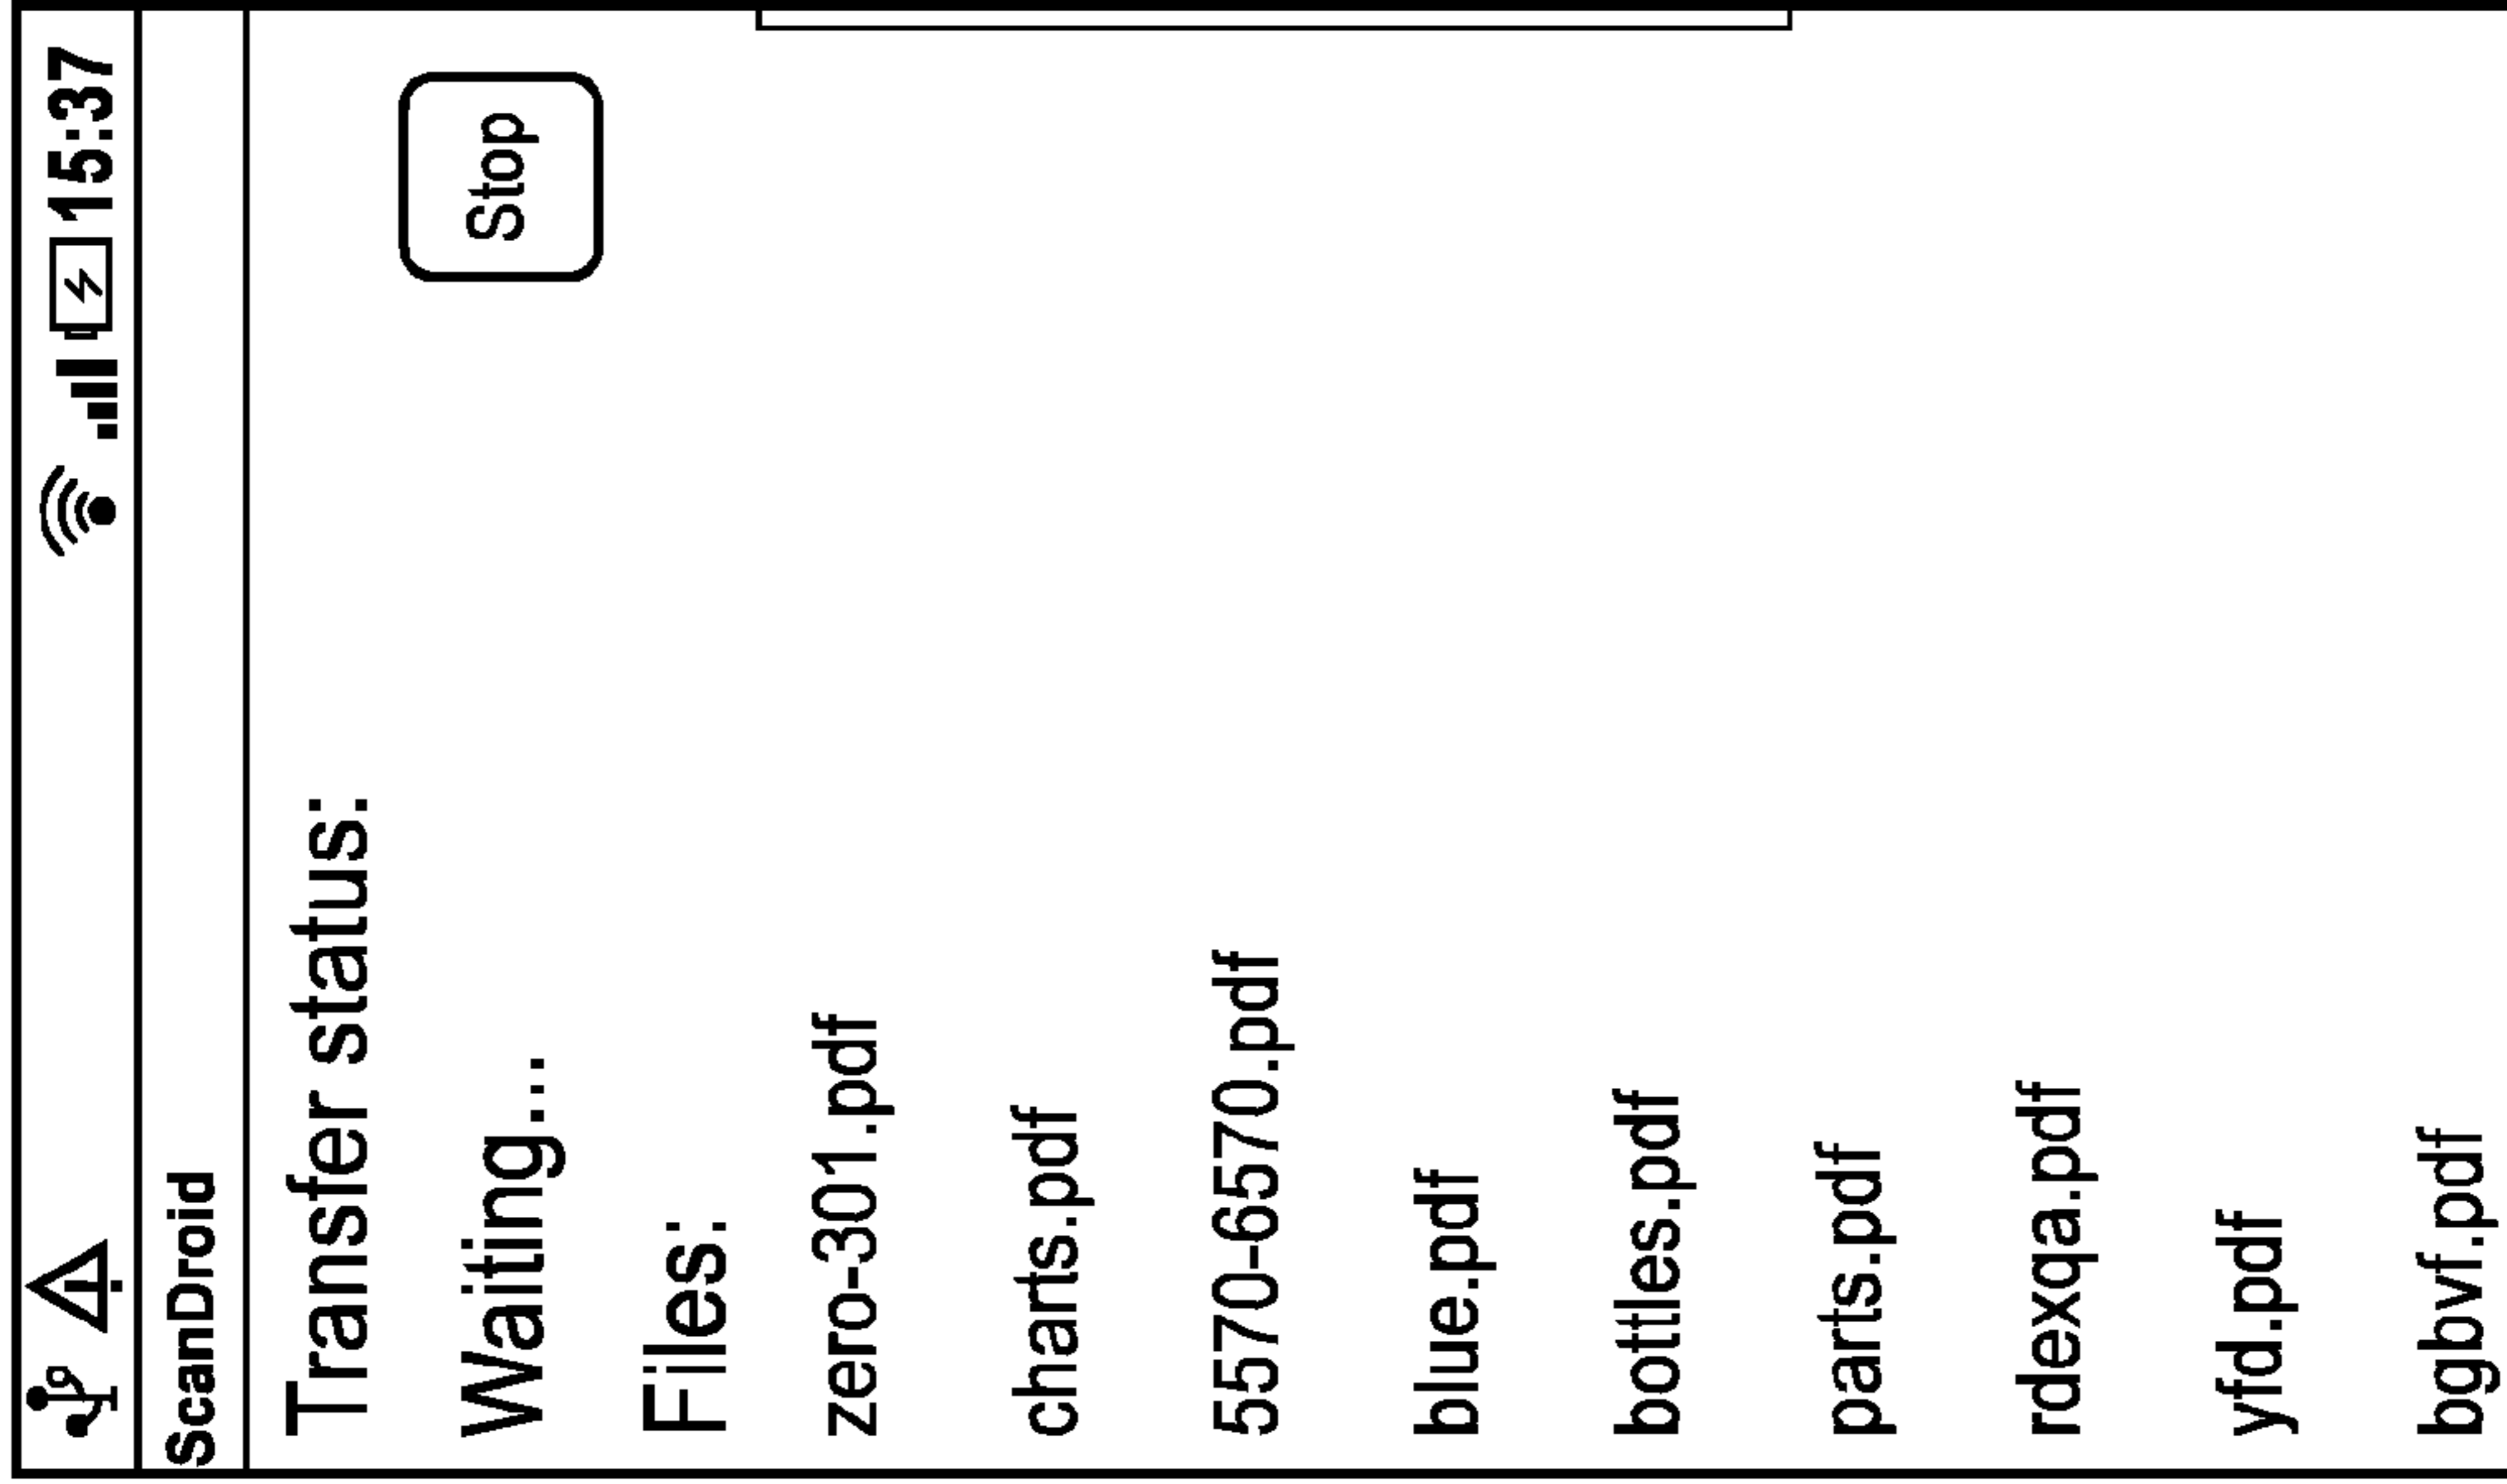 15:37
scanDroid
Transfer status:
Waiting...
Stop
Files:
zero-301.pdf
charts.pdf
5570-6570.pdf
blue.pdf
bottles.pdf
parts.pdf
rdexqa.pdf
yfd.pdf
bgbvf.pdf